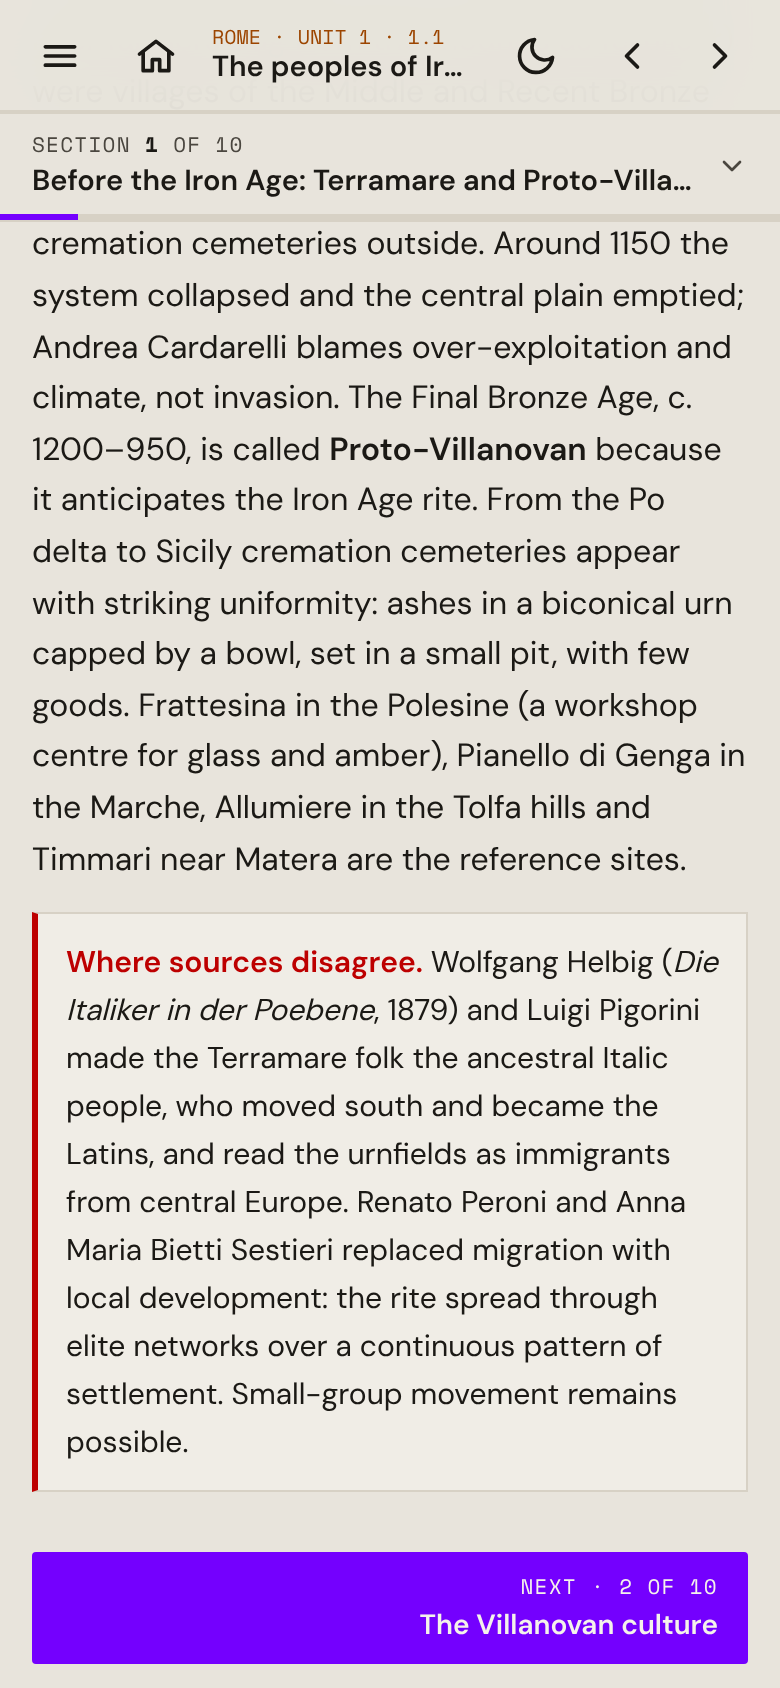 ROME · UNIT 1 · 1.1
The peoples of Ir...
were villages of the Middle and Recent Bronze
SECTION 1 OF 10
Before the Iron Age: Terramare and Proto-Villa...
cremation cemeteries outside. Around 1150 the
system collapsed and the central plain emptied;
Andrea Cardarelli blames over-exploitation and
climate, not invasion. The Final Bronze Age, c.
1200–950, is called Proto-Villanovan because
it anticipates the Iron Age rite. From the Po
delta to Sicily cremation cemeteries appear
with striking uniformity: ashes in a biconical urn
capped by a bowl, set in a small pit, with few
goods. Frattesina in the Polesine (a workshop
centre for glass and amber), Pianello di Genga in
the Marche, Allumiere in the Tolfa hills and
Timmari near Matera are the reference sites.
Where sources disagree. Wolfgang Helbig (Die
Italiker in der Poebene, 1879) and Luigi Pigorini
made the Terramare folk the ancestral Italic
people, who moved south and became the
Latins, and read the urnfields as immigrants
from central Europe. Renato Peroni and Anna
Maria Bietti Sestieri replaced migration with
local development: the rite spread through
elite networks over a continuous pattern of
settlement. Small-group movement remains
possible.
NEXT · 2 OF 10
The Villanovan culture